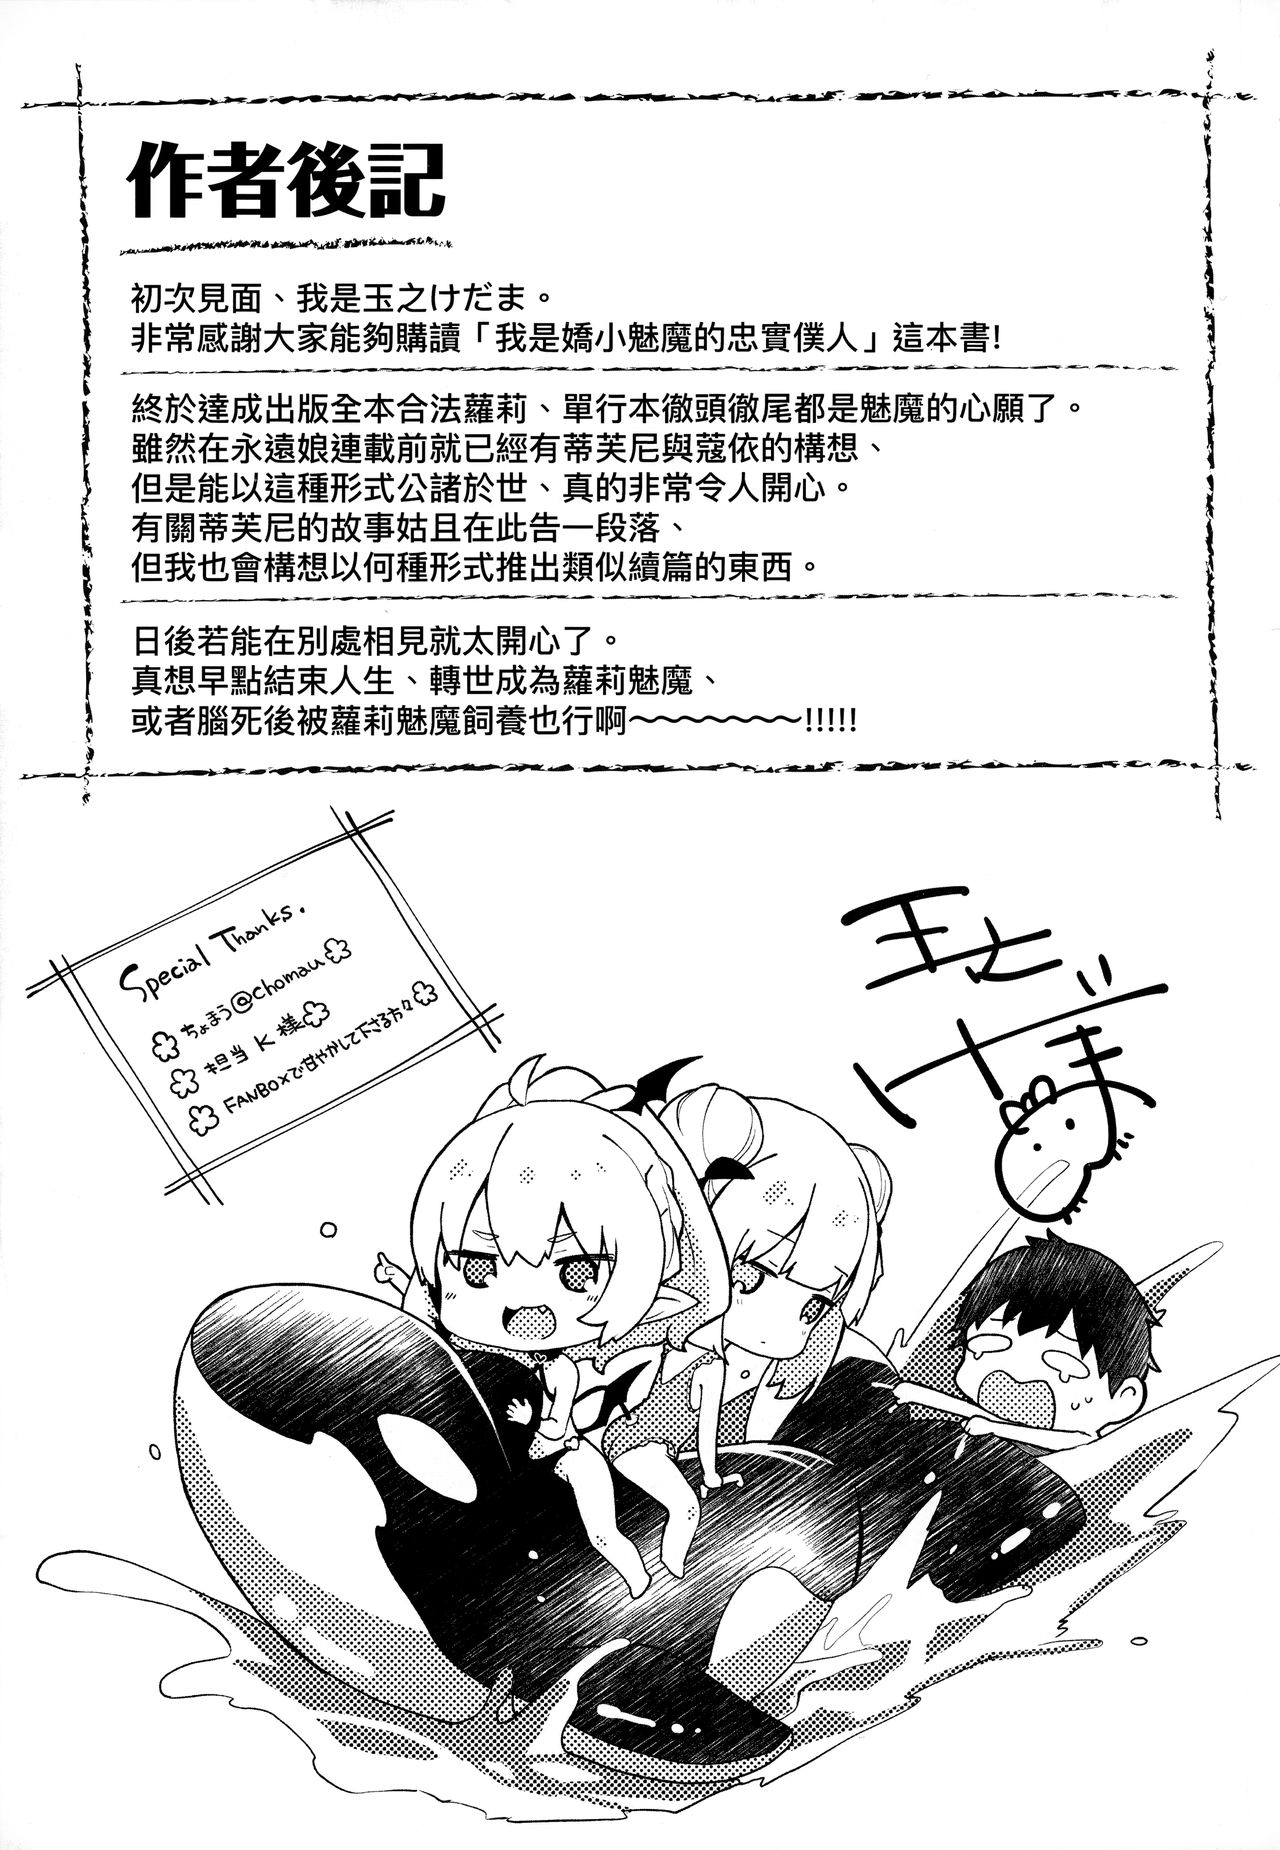 作者後記
初次見面、我是玉之けだま。
非常感謝大家能夠購讀「我是嬌小魅魔的忠實僕人」這本書!
終於達成出版全本合法蘿莉、單行本徹頭徹尾都是魅魔的心願了。
雖然在永遠娘連載前就已經有蒂芙尼與蔻依的構想、
但是能以這種形式公諸於世、真的非常令人開心。
有關蒂芙尼的故事姑且在此告一段落、
但我也會構想以何種形式推出類似續篇的東西。
日後若能在別處相見就太開心了。
真想早點結束人生、轉世成為蘿莉魅魔、
或者腦死後被蘿莉魅魔飼養也行啊〜〜〜〜〜〜〜!!!!!
Special Thanks.
ちょまう@chomau
担当 K 様
FANBOXで甘やかして下さる方々
玉之
けだま